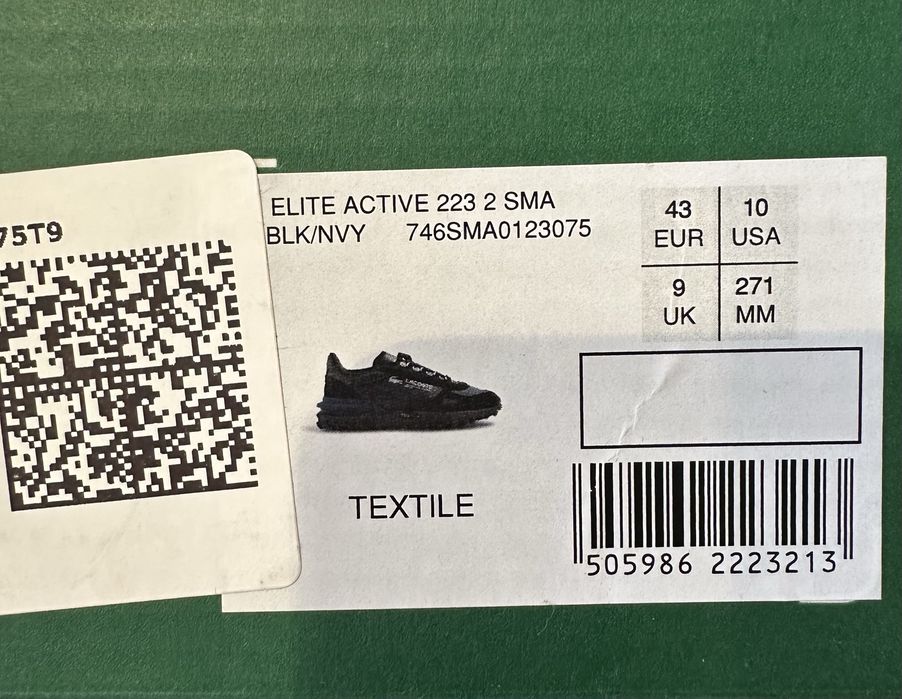 75T9
ELITE ACTIVE 223 2 SMA
BLK/NVY 746SMA0123075
43 10
EUR USA
9 271
UK MM
LACOSTE
TEXTILE
505986 2223213